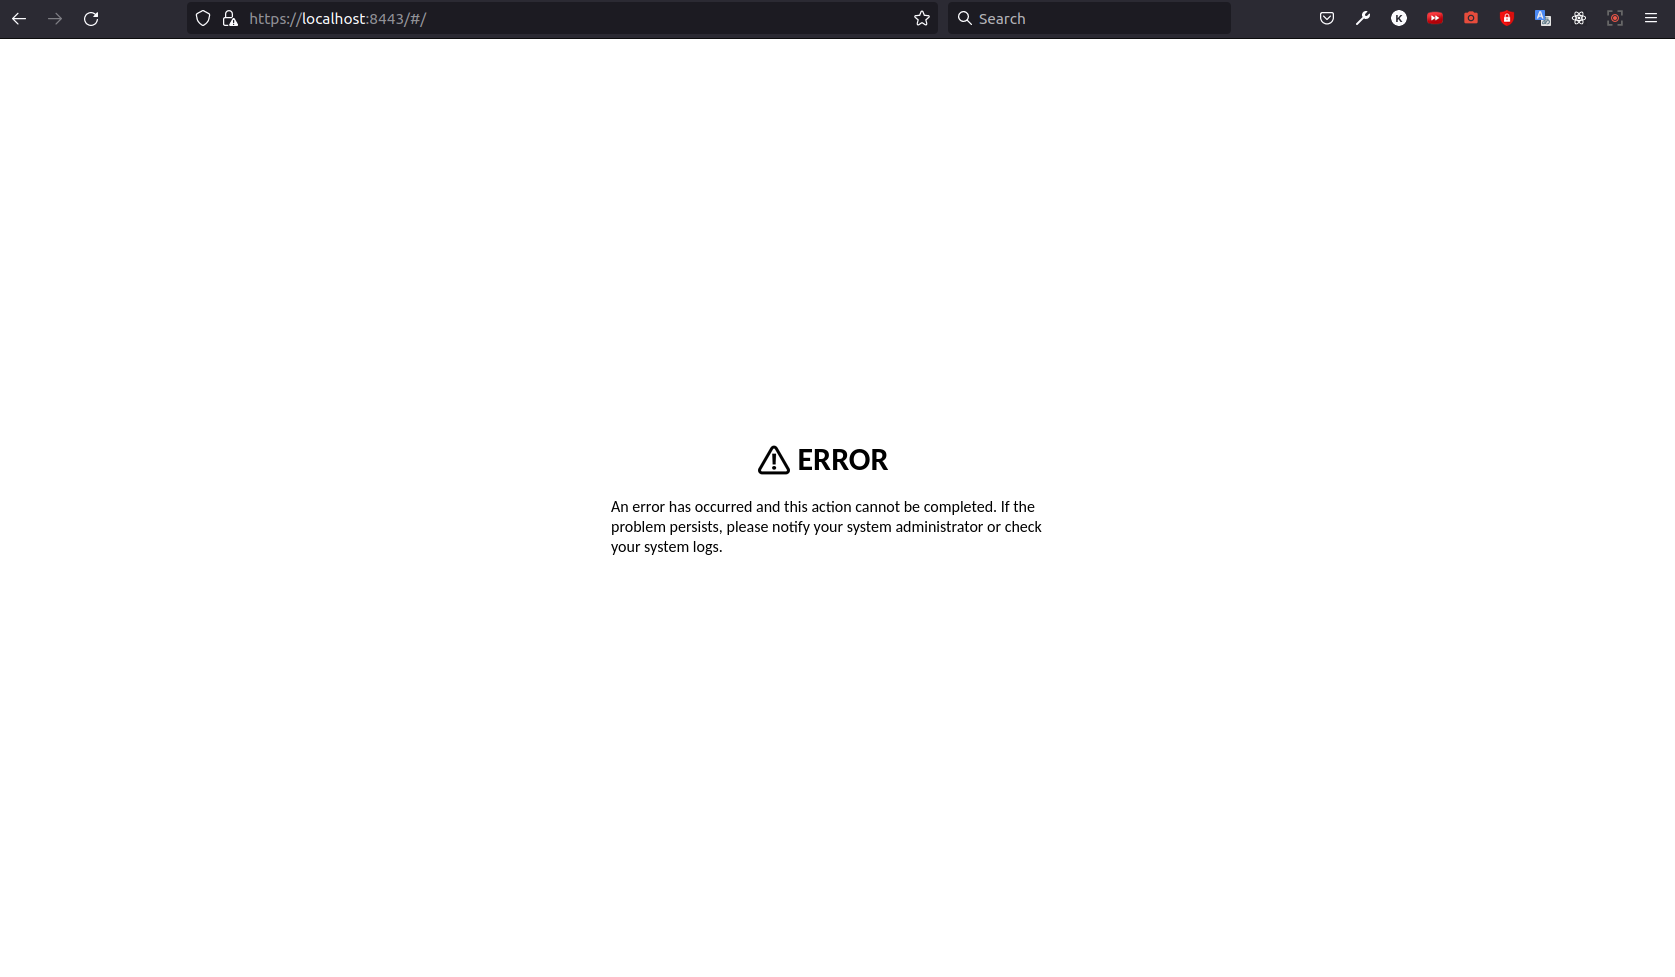 https://localhost:8443/#/
Search
K
ERROR
An error has occurred and this action cannot be completed. If the
problem persists, please notify your system administrator or check
your system logs.